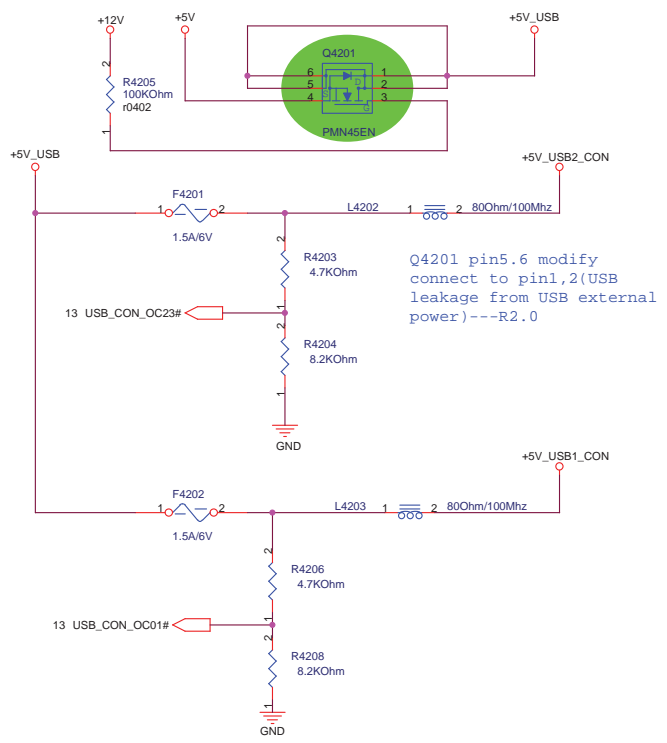 +12V
+5V
+5V_USB
Q4201
2
R4205
100KOhm
r0402
1
6
5
4
S
D
G
1
2
3
PMN45EN
+5V_USB
+5V_USB2_CON
F4201
1
2
1.5A/6V
L4202
1
2
80Ohm/100Mhz
2
R4203
4.7KOhm
1
Q4201 pin5.6 modify
connect to pin1,2(USB
leakage from USB external
power)---R2.0
13 USB_CON_OC23#
2
R4204
8.2KOhm
1
GND
+5V_USB1_CON
F4202
1
2
1.5A/6V
L4203
1
2
80Ohm/100Mhz
2
R4206
4.7KOhm
1
13 USB_CON_OC01#
2
R4208
8.2KOhm
1
GND